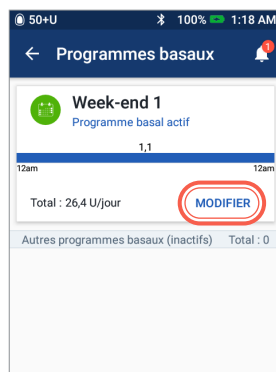 50+U 100% 1:18 AM
Programmes basaux
Week-end 1
Programme basal actif
1,1
12am 12am
Total : 26,4 U/jour MODIFIER
Autres programmes basaux (inactifs) Total : 0